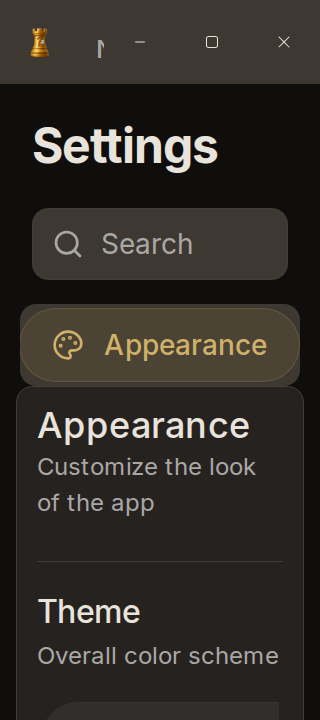 Settings
Search
Appearance
Appearance
Customize the look
of the app
Theme
Overall color scheme